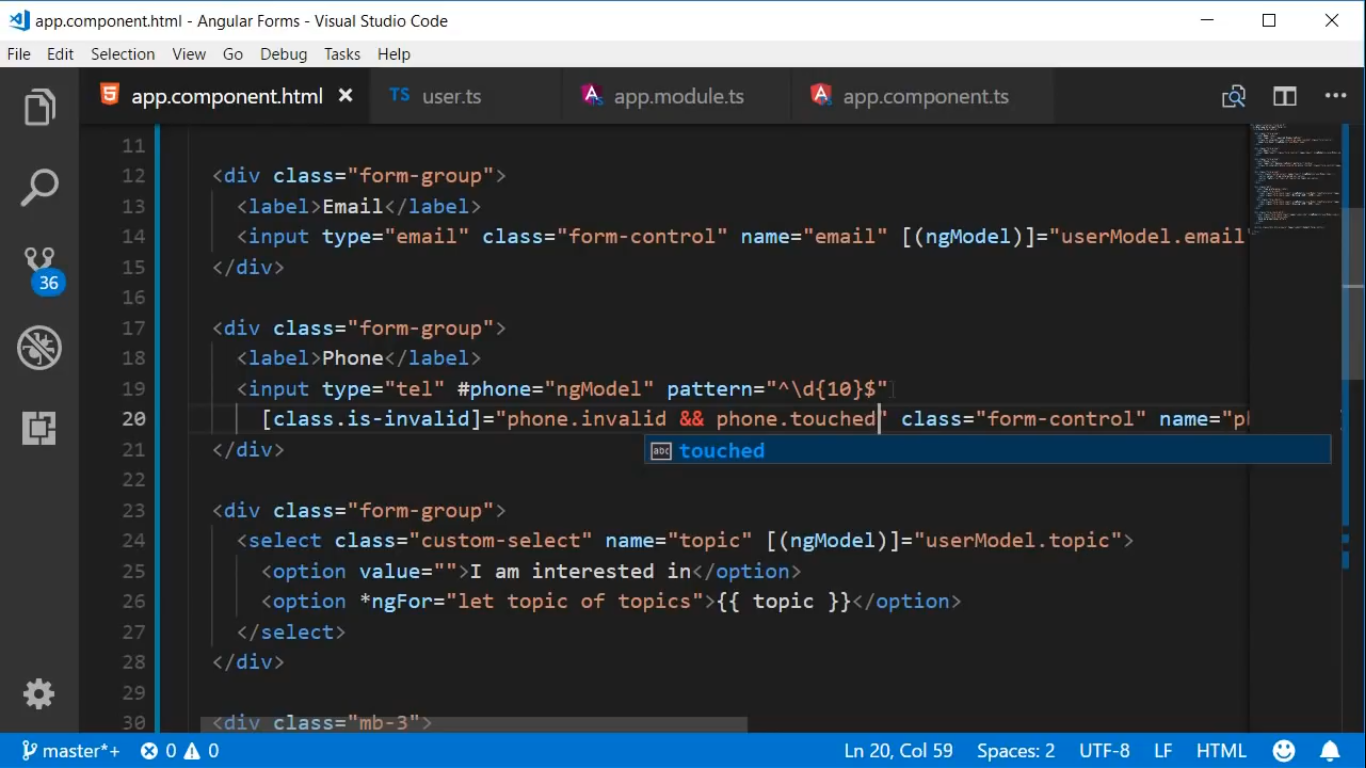 app.component.html - Angular Forms - Visual Studio Code
File Edit Selection View Go Debug Tasks Help
app.component.html TS user.ts app.module.ts app.component.ts
11
12 <div class="form-group">
13 <label>Email</label>
14 <input type="email" class="form-control" name="email" [(ngModel)]="userModel.email"
15 </div>
16
17 <div class="form-group">
18 <label>Phone</label>
19 <input type="tel" #phone="ngModel" pattern="^\d{10}$"
20 [class.is-invalid]="phone.invalid && phone.touched" class="form-control" name="ph
21 </div>
abc touched
22
23 <div class="form-group">
24 <select class="custom-select" name="topic" [(ngModel)]="userModel.topic">
25 <option value="">I am interested in</option>
26 <option *ngFor="let topic of topics">{{ topic }}</option>
27 </select>
28 </div>
29
30 <div class="mb-3">
36
master*+ 0 0 Ln 20, Col 59 Spaces: 2 UTF-8 LF HTML